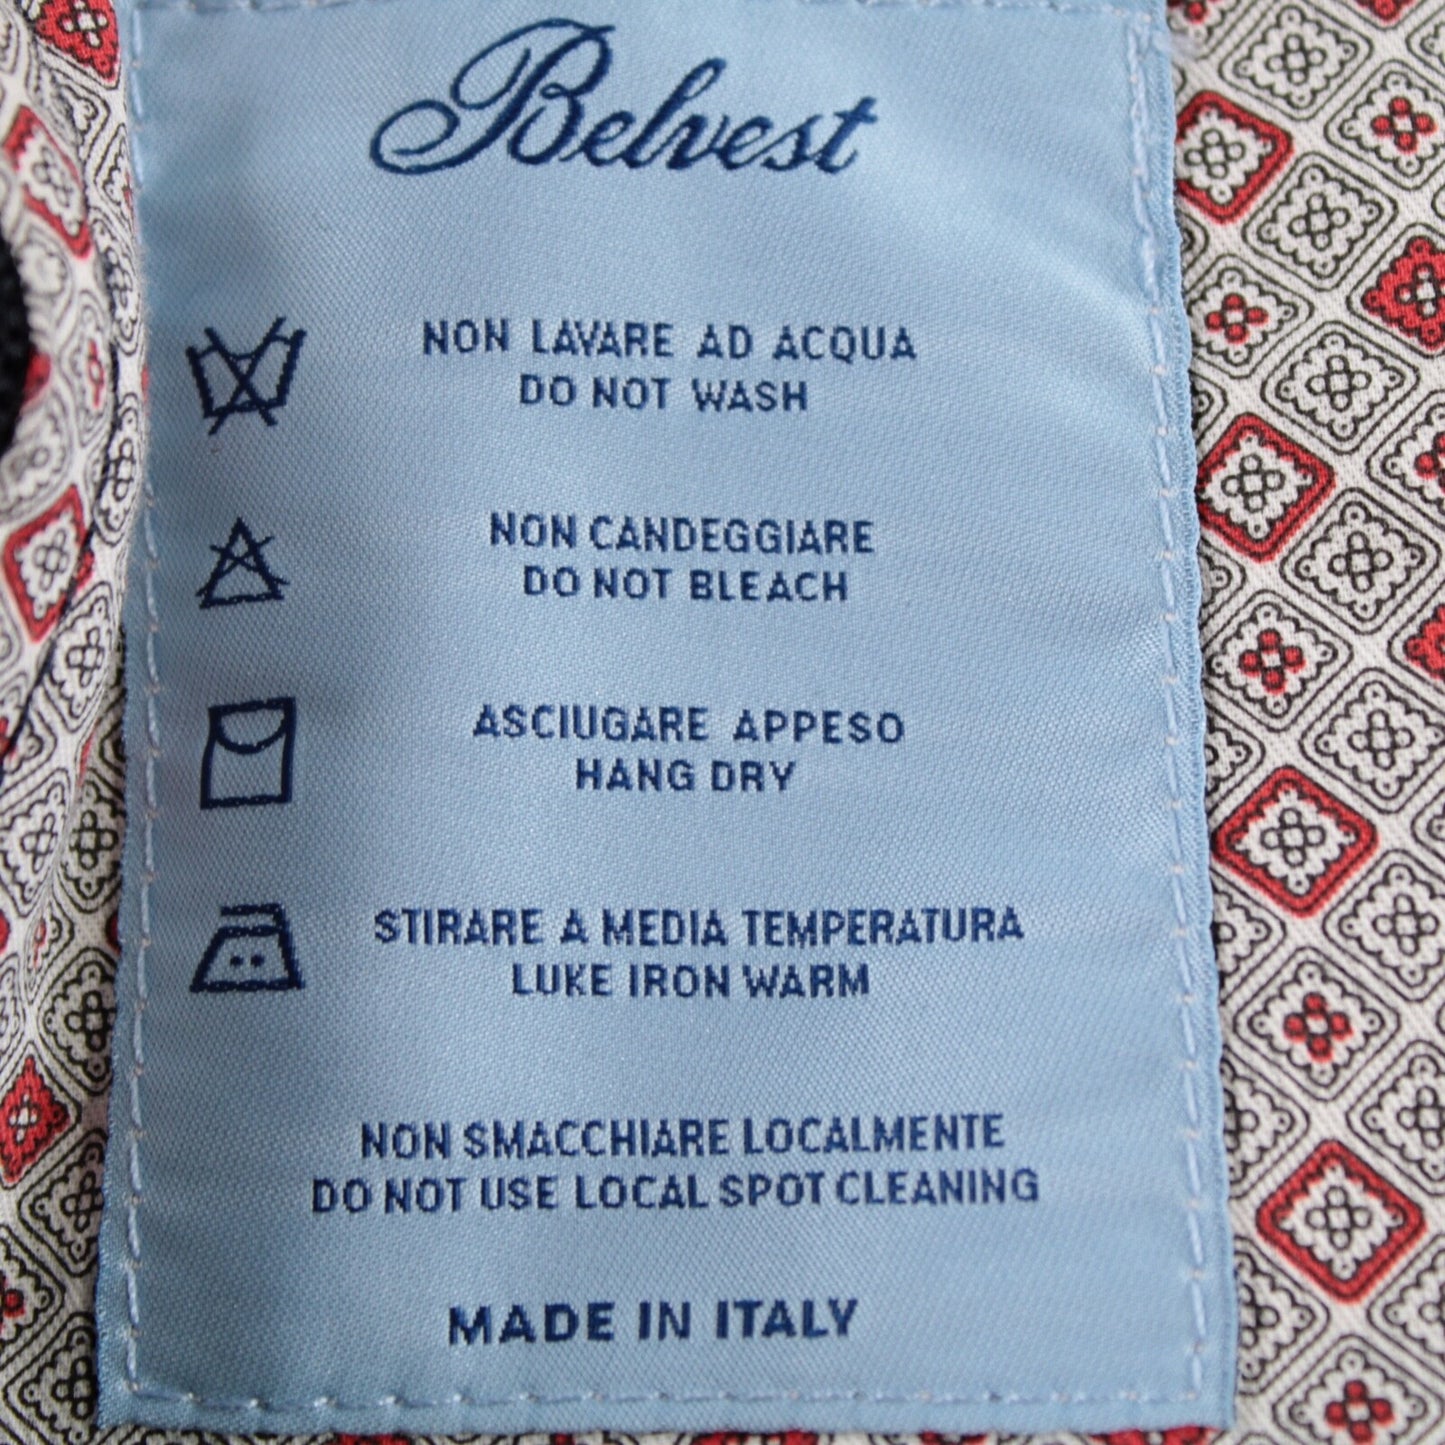 Belvest
NON LAVARE AD ACQUA
DO NOT WASH
NON CANDEGGIARE
DO NOT BLEACH
ASCIUGARE APPESO
HANG DRY
STIRARE A MEDIA TEMPERATURA
LUKE IRON WARM
NON SMACCHIARE LOCALMENTE
DO NOT USE LOCAL SPOT CLEANING
MADE IN ITALY